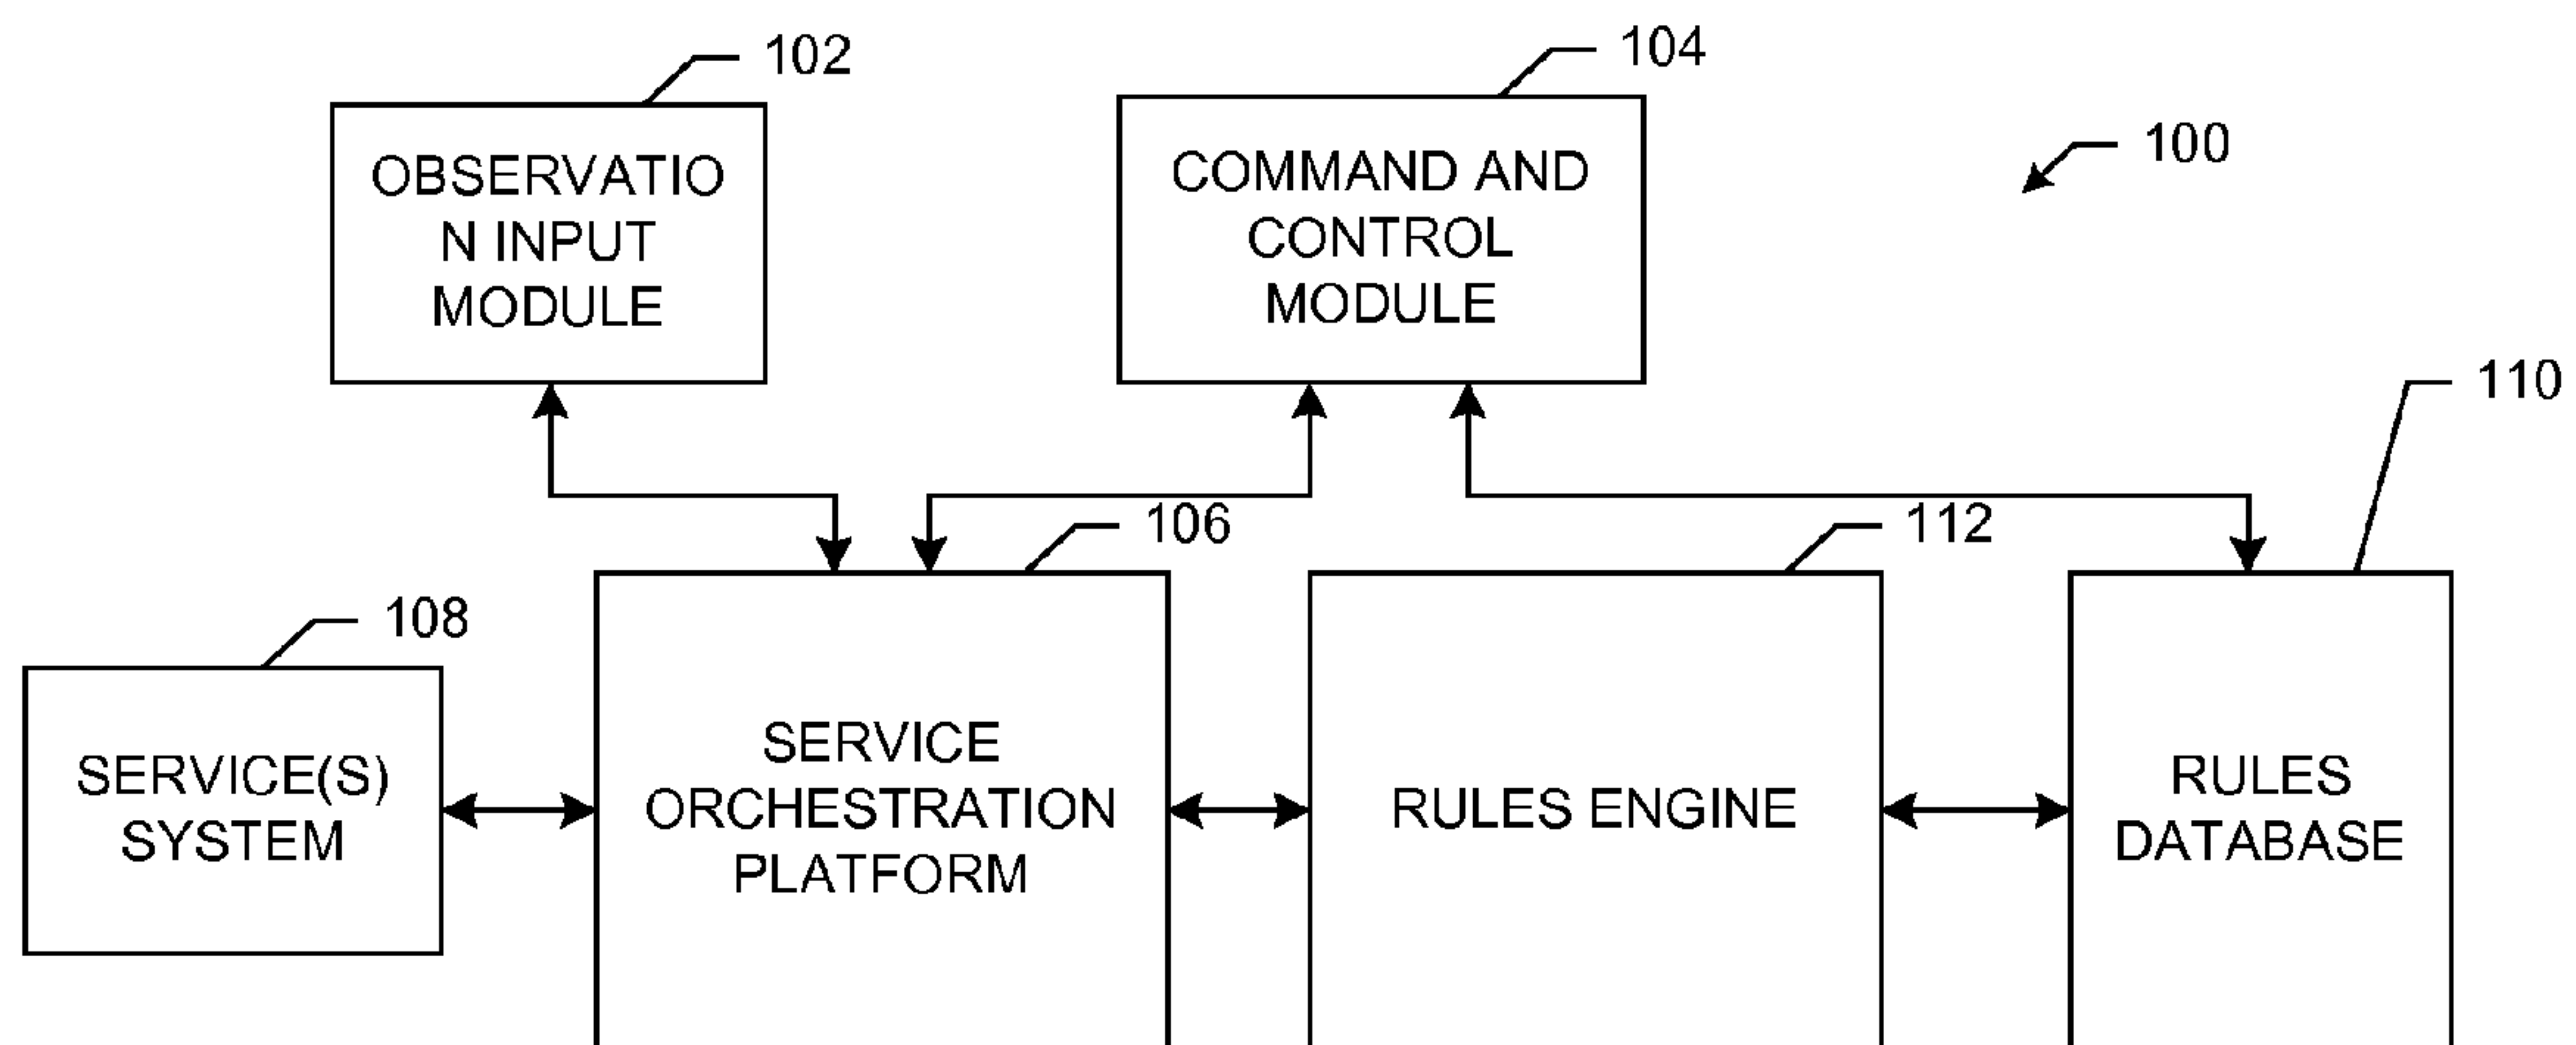 102
104
100
OBSERVATIO
N INPUT
MODULE
COMMAND AND
CONTROL
MODULE
110
106
112
108
SERVICE(S)
SYSTEM
SERVICE
ORCHESTRATION
PLATFORM
RULES ENGINE
RULES
DATABASE